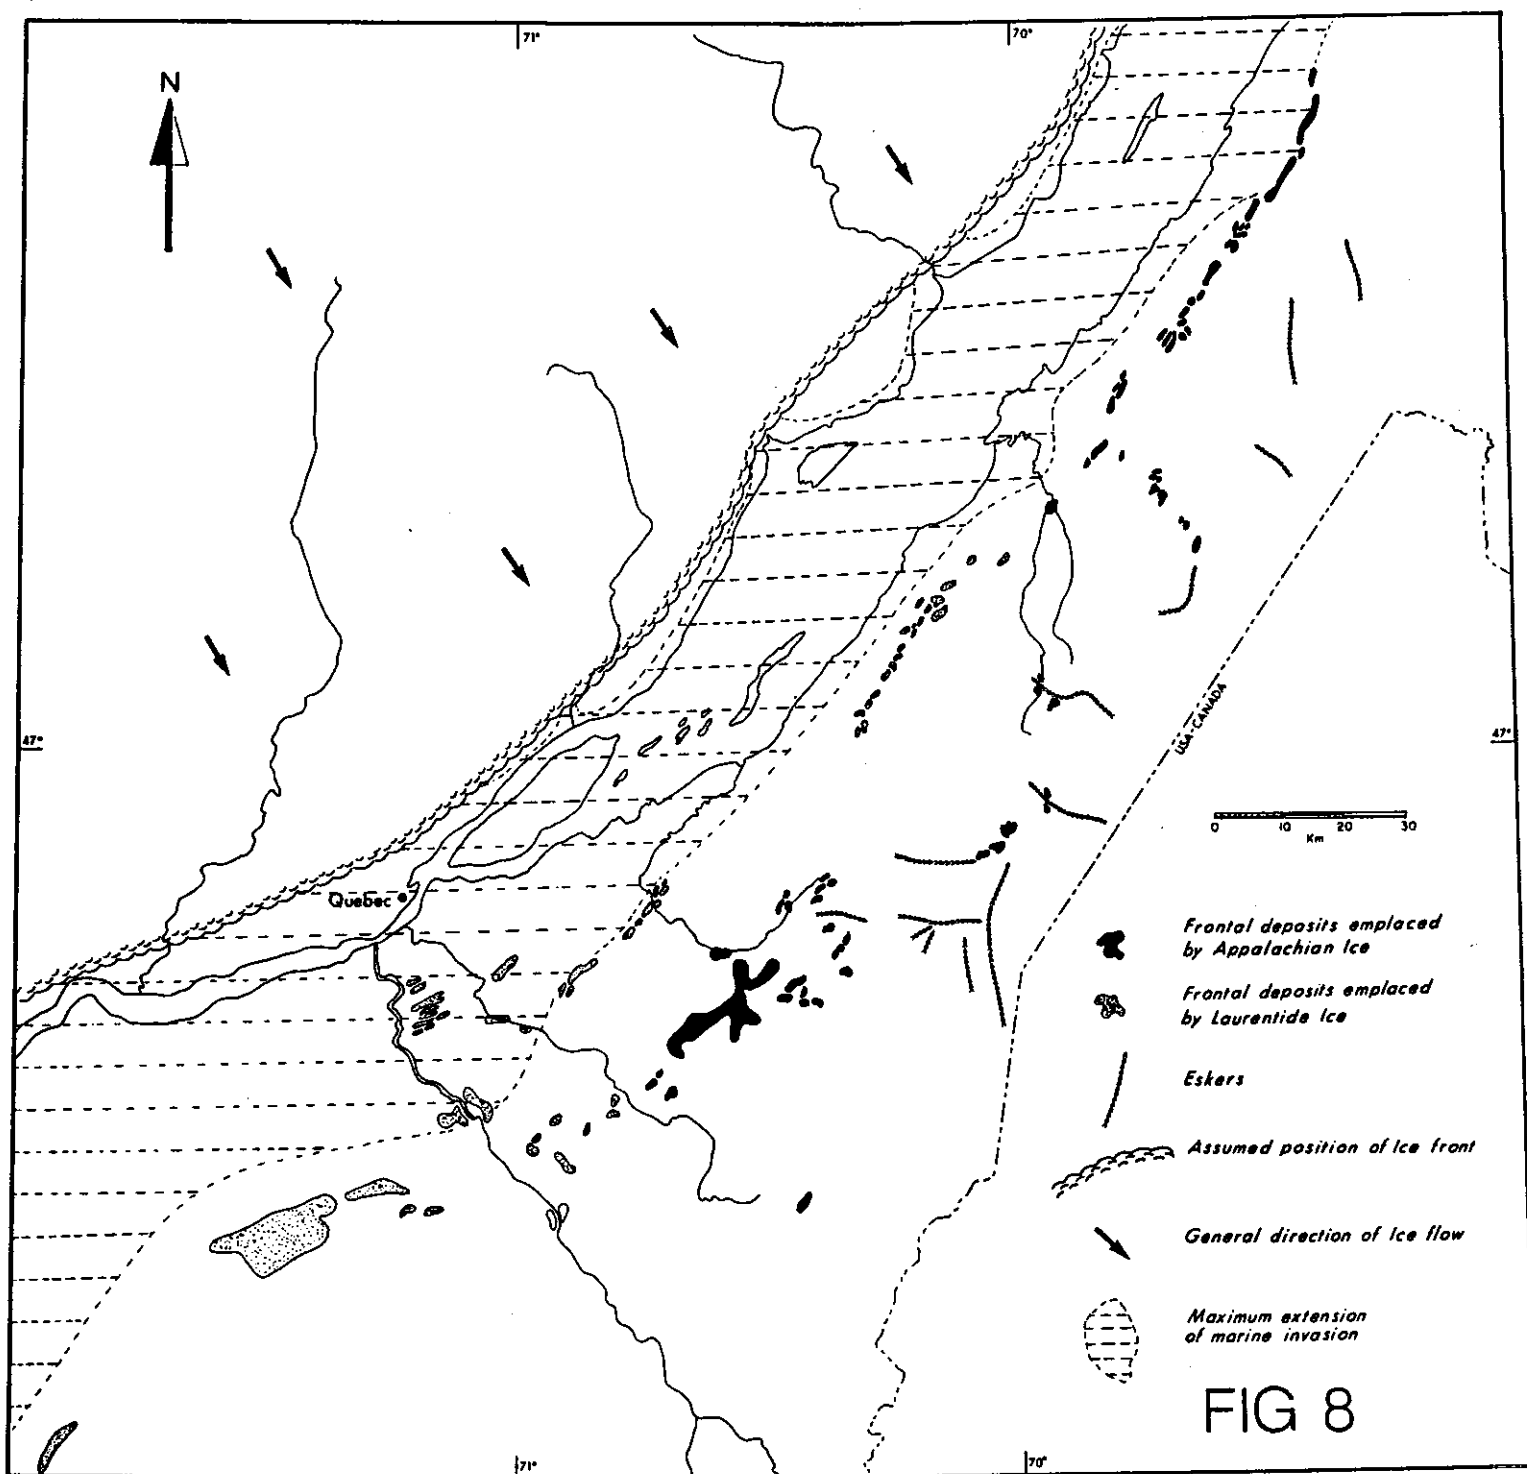 71°
70°
N
47°
47°
USA-CANADA
0 10 20 30
Km
Quebec
Frontal deposits emplaced
by Appalachian Ice
Frontal deposits emplaced
by Laurentide Ice
Eskers
Assumed position of Ice front
General direction of Ice flow
Maximum extension
of marine invasion
FIG 8
71°
70°